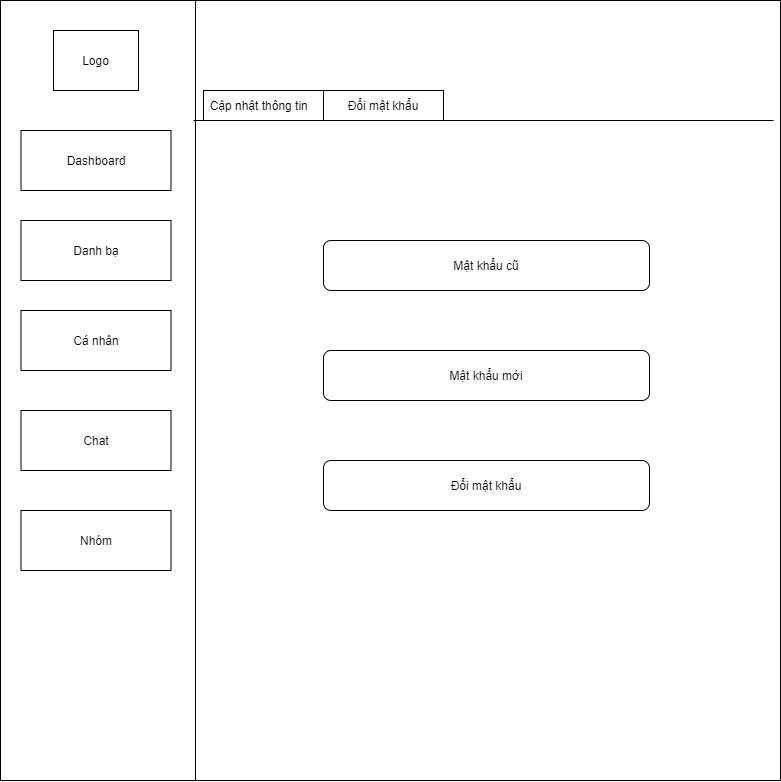 Logo
Dashboard
Danh bạ
Cá nhân
Chat
Nhóm
Cập nhật thông tin
Đổi mật khẩu
Mật khẩu cũ
Mật khẩu mới
Đổi mật khẩu